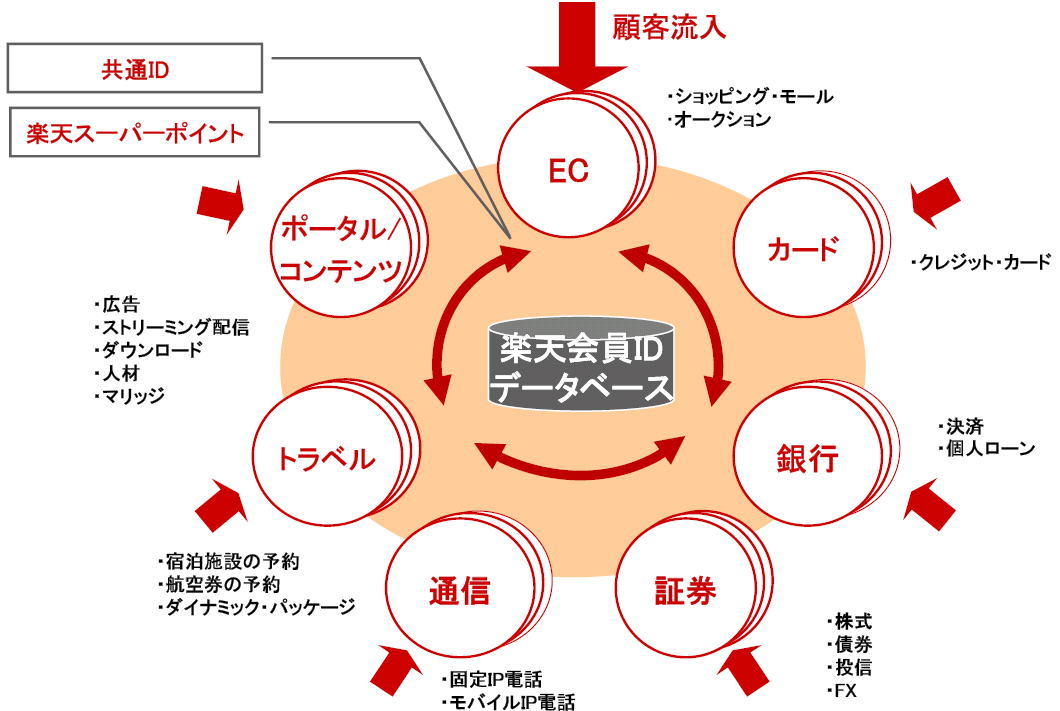 顧客流入
共通ID
楽天スーパーポイント
EC
・ショッピング・モール
・オークション
カード
・クレジット・カード
銀行
・決済
・個人ローン
証券
・株式
・債券
・投信
・FX
通信
・固定IP電話
・モバイルIP電話
トラベル
・宿泊施設の予約
・航空券の予約
・ダイナミック・パッケージ
ポータル/
コンテンツ
・広告
・ストリーミング配信
・ダウンロード
・人材
・マリッジ
楽天会員ID
データベース